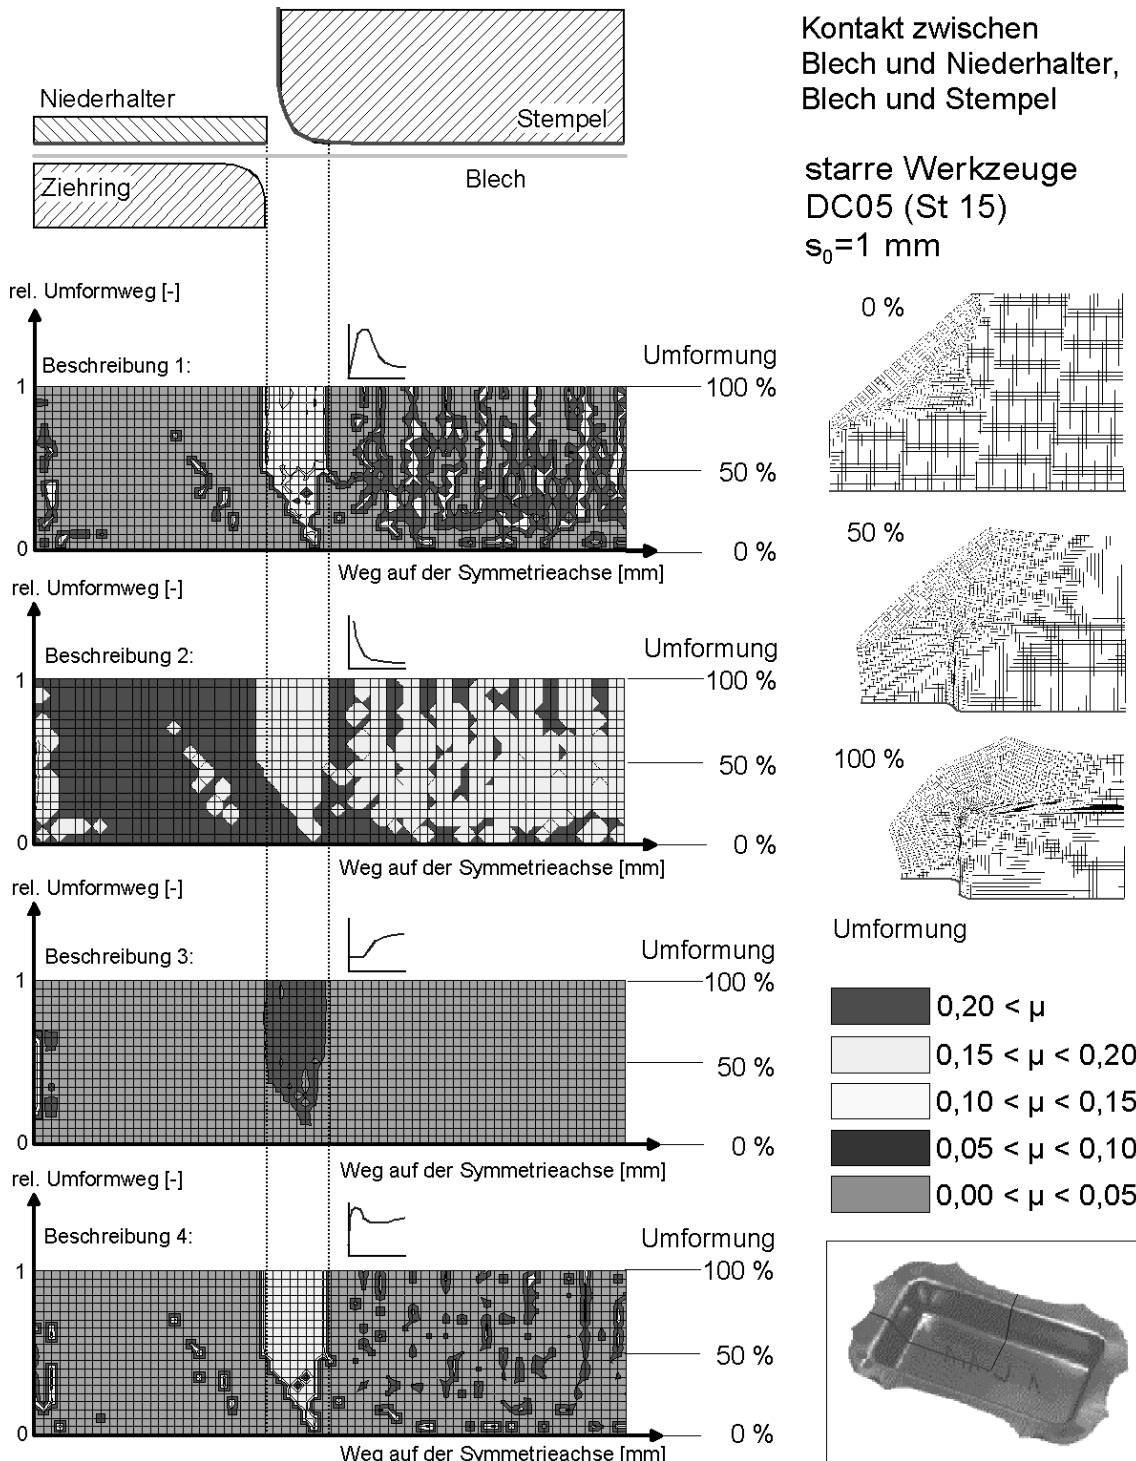 Kontakt zwischen
Blech und Niederhalter,
Blech und Stempel
starre Werkzeuge
DC05 (St 15)
s₀=1 mm
Niederhalter
Stempel
Ziehring
Blech
rel. Umformweg [-]
Beschreibung 1:
Umformung
1
100 %
50 %
0
0 %
Weg auf der Symmetrieachse [mm]
rel. Umformweg [-]
Beschreibung 2:
Umformung
1
100 %
50 %
0
0 %
Weg auf der Symmetrieachse [mm]
rel. Umformweg [-]
Beschreibung 3:
Umformung
1
100 %
50 %
0
0 %
Weg auf der Symmetrieachse [mm]
rel. Umformweg [-]
Beschreibung 4:
Umformung
1
100 %
50 %
0
0 %
Weg auf der Symmetrieachse [mm]
0 %
50 %
100 %
Umformung
0,20 < µ
0,15 < µ < 0,20
0,10 < µ < 0,15
0,05 < µ < 0,10
0,00 < µ < 0,05